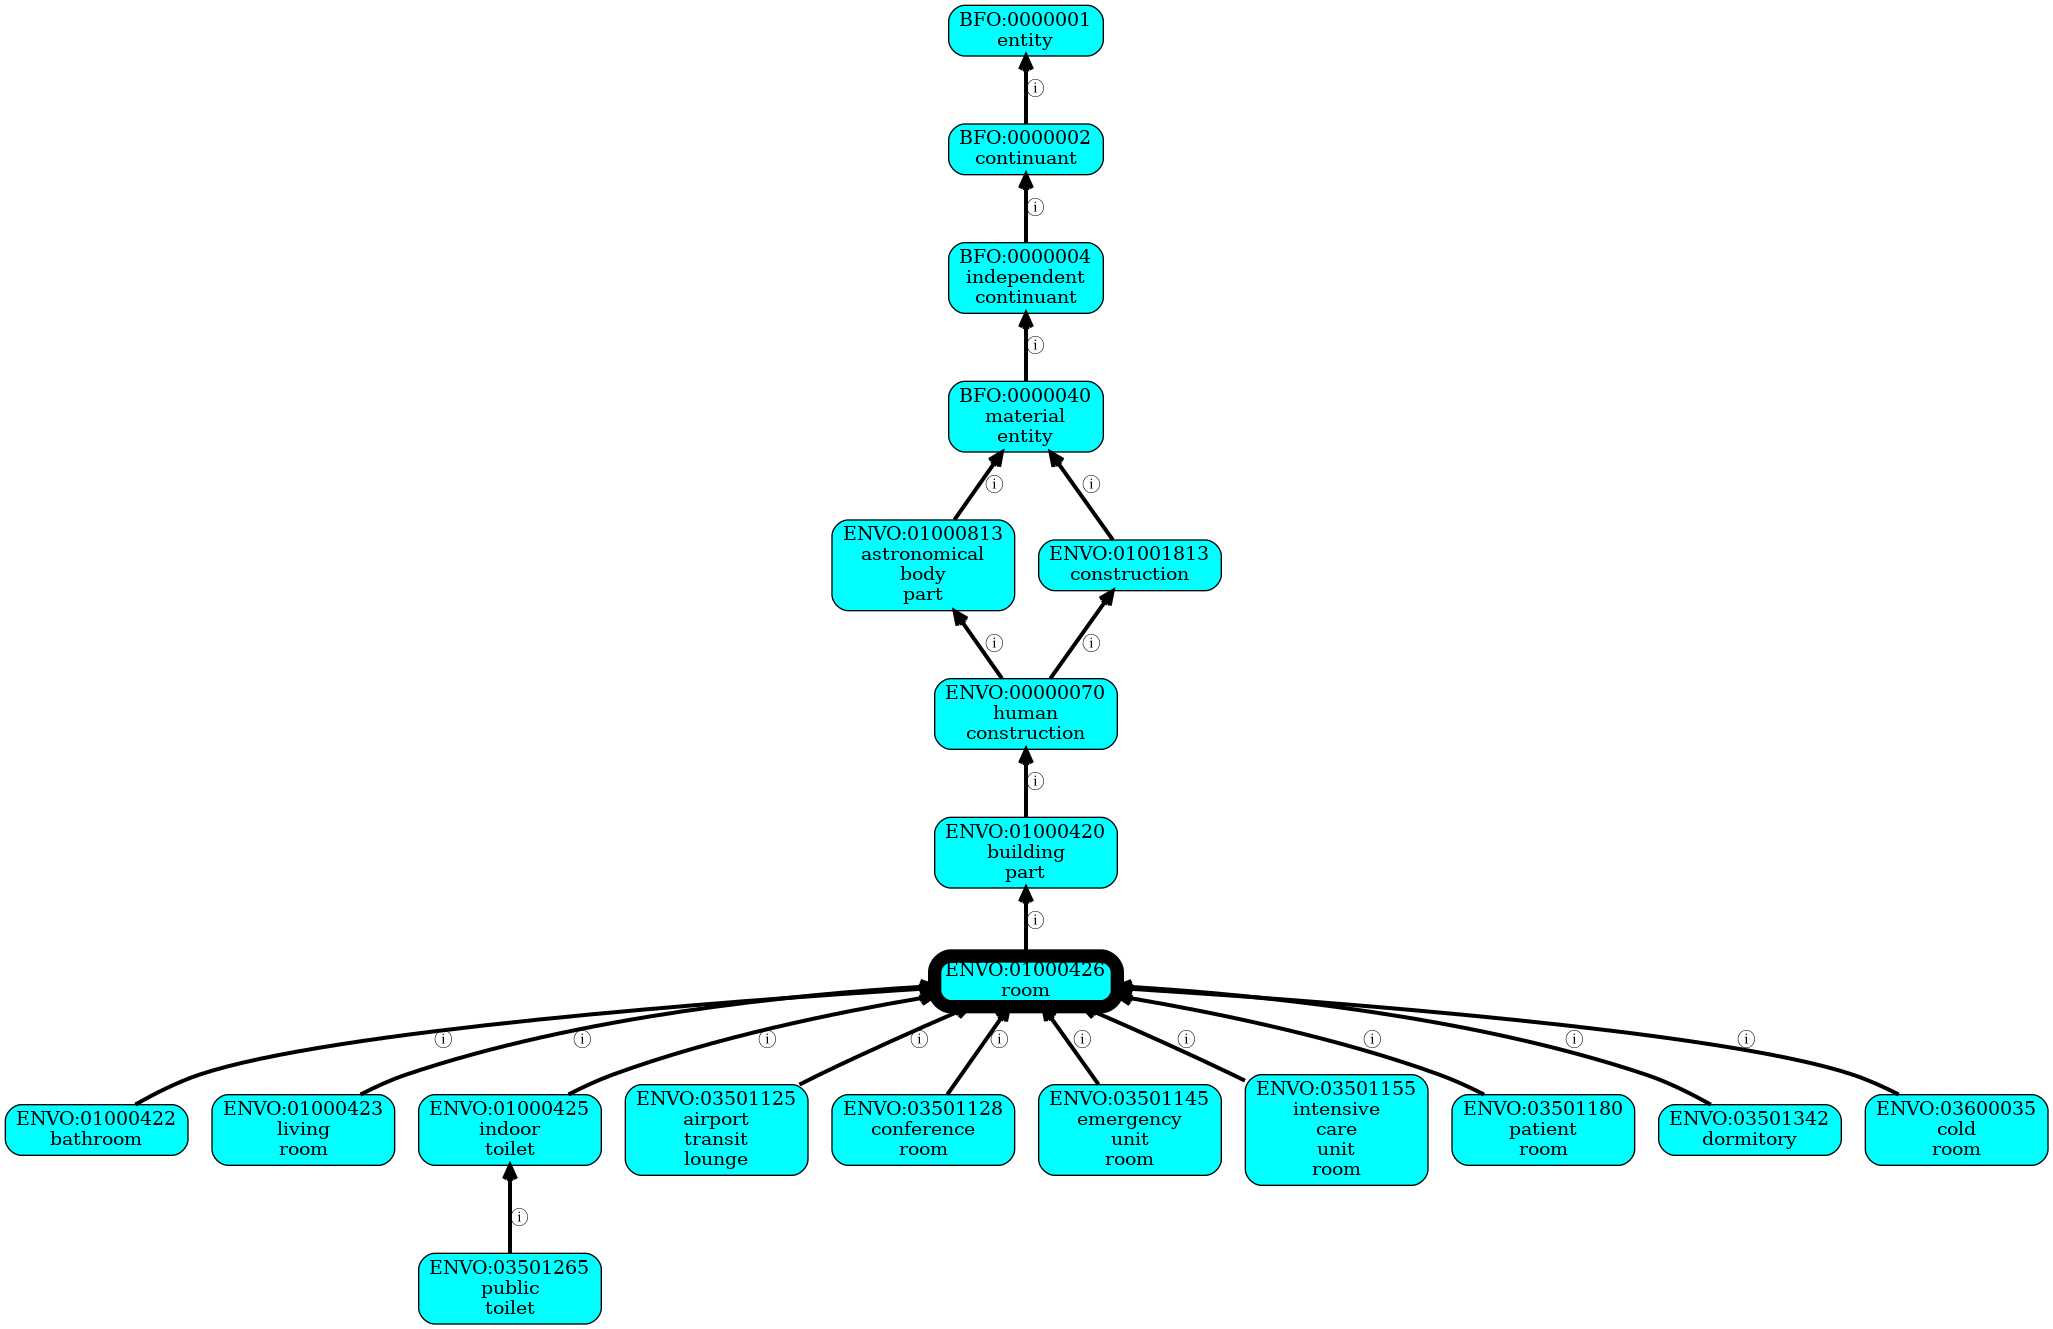 BFO:0000001
entity
ⓘ
BFO:0000002
continuant
ⓘ
BFO:0000004
independent
continuant
ⓘ
BFO:0000040
material
entity
ⓘ
ⓘ
ENVO:01000813
astronomical
body
part
ENVO:01001813
construction
ⓘ
ⓘ
ENVO:00000070
human
construction
ⓘ
ENVO:01000420
building
part
ⓘ
ENVO:01000426
room
ⓘ
ⓘ
ⓘ
ⓘ
ⓘ
ⓘ
ⓘ
ⓘ
ⓘ
ⓘ
ENVO:01000422
bathroom
ENVO:01000423
living
room
ENVO:01000425
indoor
toilet
ENVO:03501125
airport
transit
lounge
ENVO:03501128
conference
room
ENVO:03501145
emergency
unit
room
ENVO:03501155
intensive
care
unit
room
ENVO:03501180
patient
room
ENVO:03501342
dormitory
ENVO:03600035
cold
room
ⓘ
ENVO:03501265
public
toilet